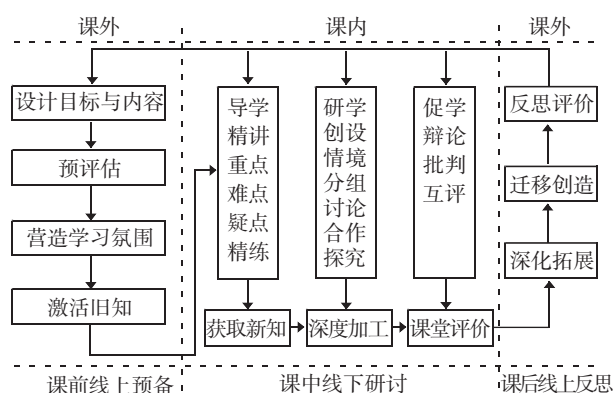 课外
课内
课外
设计目标与内容
预评估
营造学习氛围
激活旧知
导学
精讲
重点
难点
疑点
精练
研学
创设
情境
分组
讨论
合作
探究
促学
辩论
批判
互评
获取新知
深度加工
课堂评价
反思评价
迁移创造
深化拓展
课前线上预备
课中线下研讨
课后线上反思